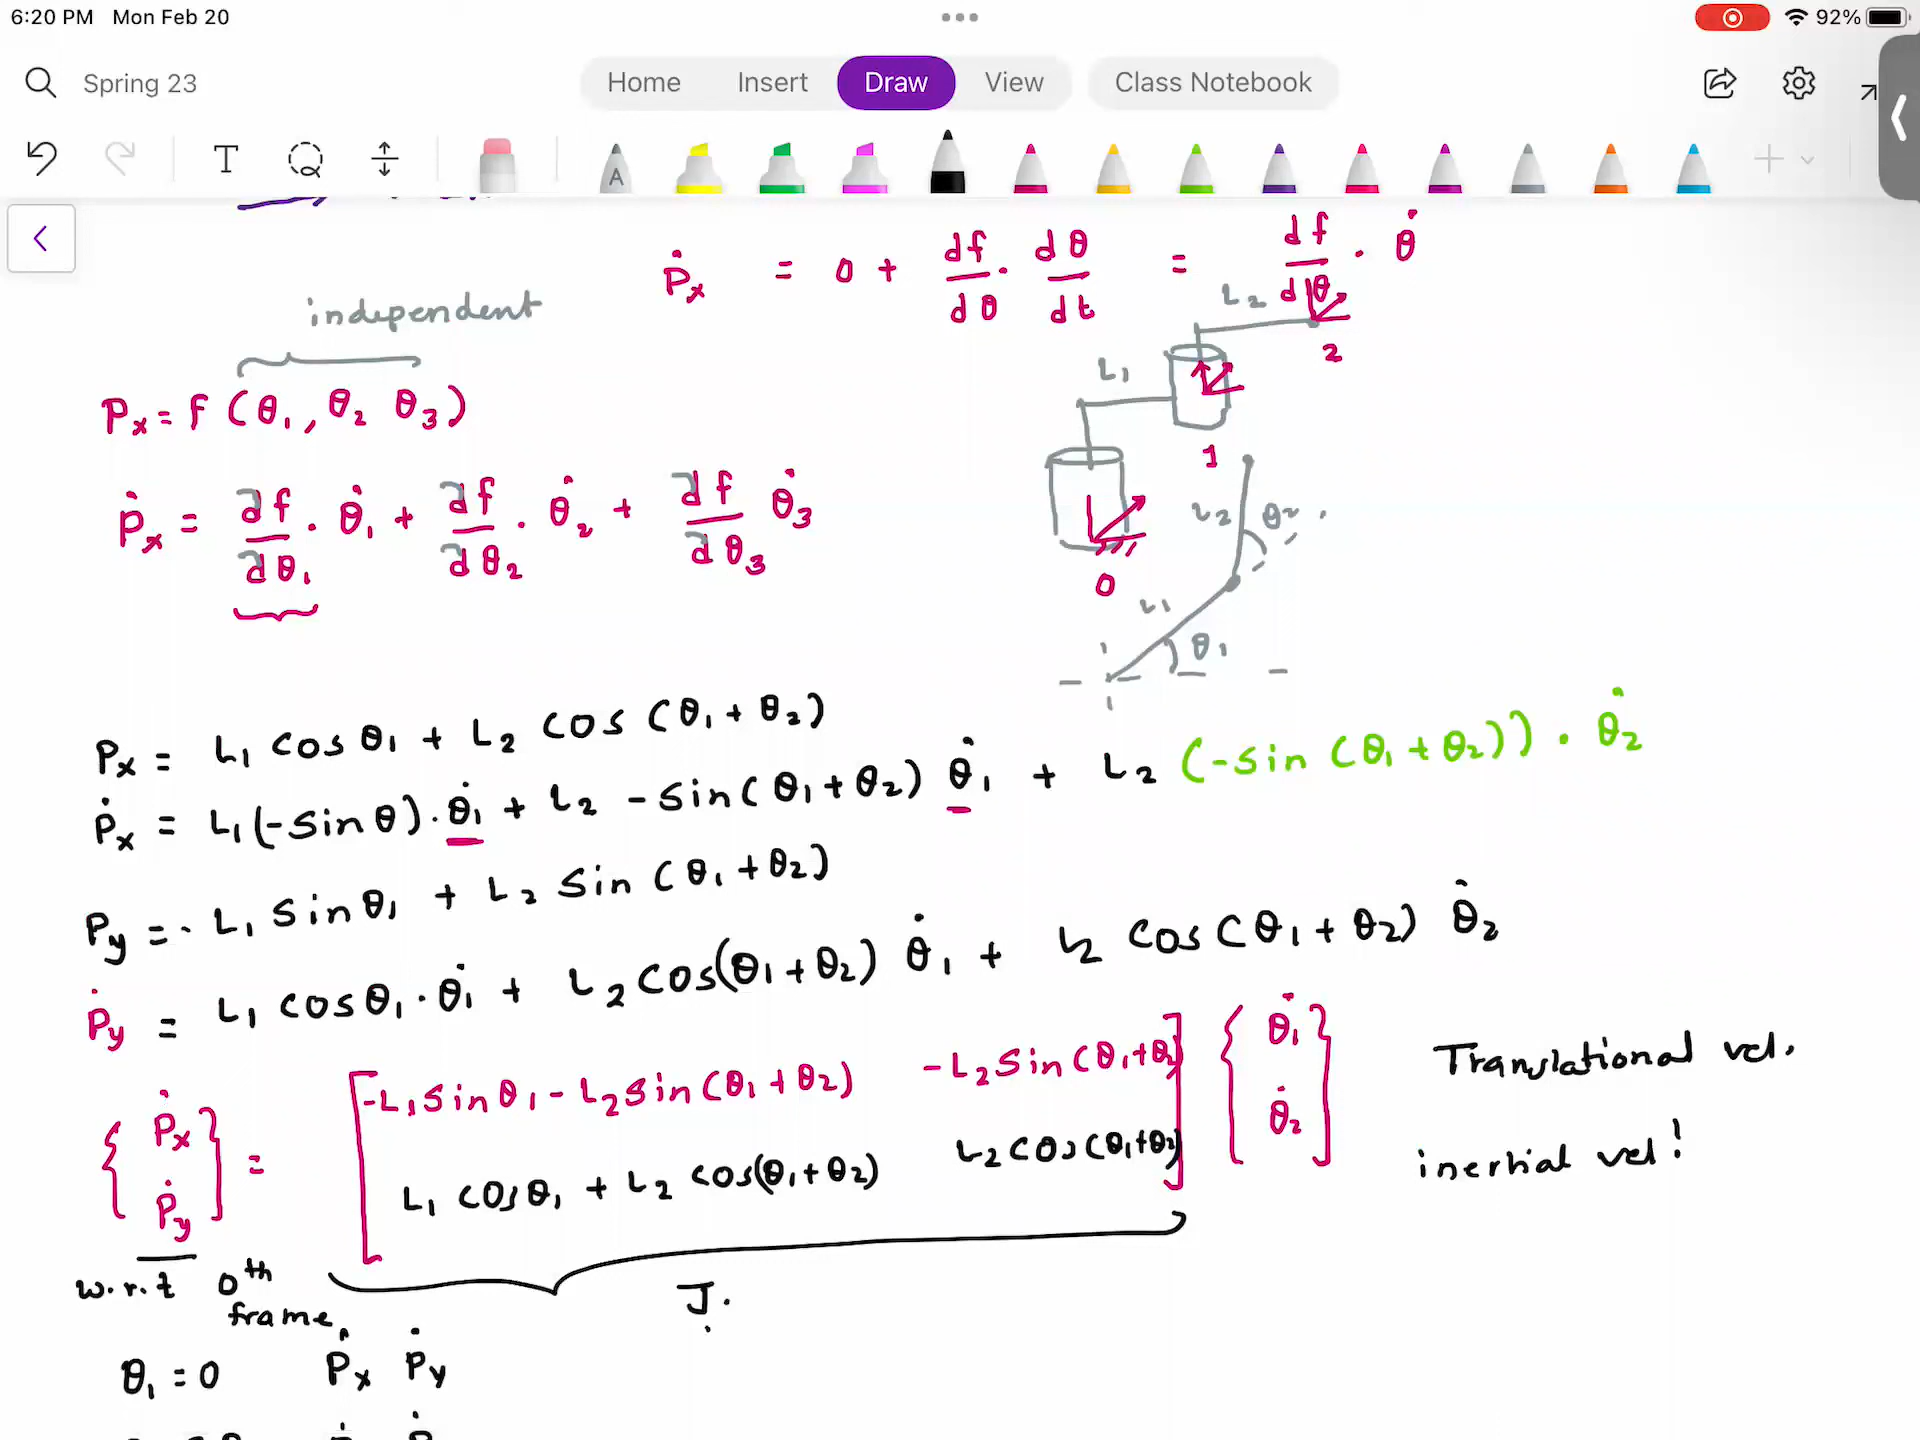 6:20 PM Mon Feb 20
92%
Spring 23
Home Insert Draw View Class Notebook
T A
Ṗx = 0 + df/dθ . dθ/dt = df/dθ . θ̇
independent
Px = f (θ1, θ2 θ3)
Ṗx = ∂f/∂θ1 . θ̇1 + ∂f/∂θ2 . θ̇2 + ∂f/∂θ3 θ̇3
L2
2
L1
1
0
L2 θ2
L1
θ1
Px = L1 cos θ1 + L2 cos (θ1 + θ2)
Ṗx = L1 (-sin θ) . θ̇1 + L2 - sin (θ1 + θ2) θ̇1 + L2 (-sin (θ1 + θ2)) . θ̇2
Py = L1 sin θ1 + L2 sin (θ1 + θ2)
Ṗy = L1 cos θ1 . θ̇1 + L2 cos(θ1 + θ2) θ̇1 + L2 cos (θ1 + θ2) θ̇2
{ Ṗx Ṗy } =
[ -L1 sin θ1 - L2 sin (θ1 + θ2) -L2 sin (θ1 + θ2)
L1 cos θ1 + L2 cos(θ1 + θ2) L2 cos (θ1 + θ2) ]
{ θ̇1 θ̇2 }
Translational vel.
inertial vel!
w.r.t 0th
frame
J.
θ1 = 0 Ṗx Ṗy